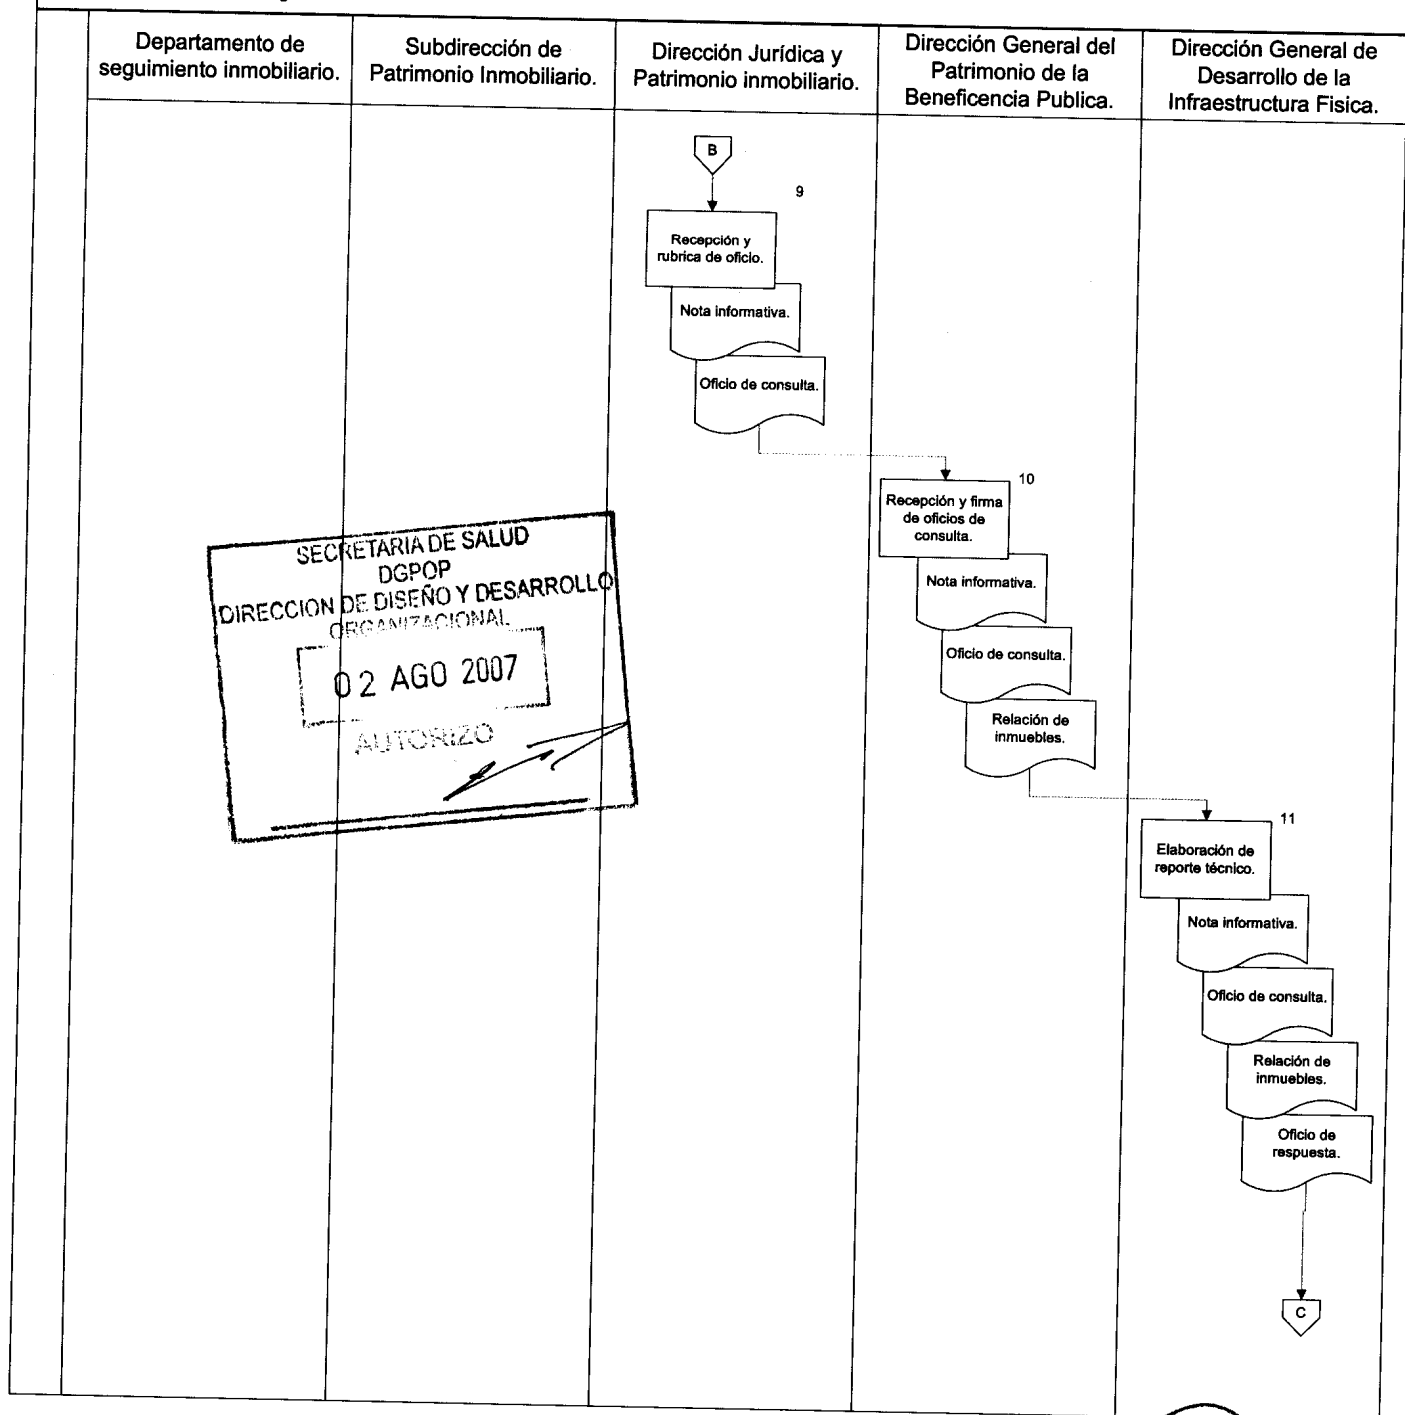 Departamento de
seguimiento inmobiliario.
Subdirección de
Patrimonio Inmobiliario.
Dirección Jurídica y
Patrimonio inmobiliario.
Dirección General del
Patrimonio de la
Beneficencia Publica.
Dirección General de
Desarrollo de la
Infraestructura Fisica.
B
9
Recepción y
rubrica de oficio.
Nota informativa.
Oficio de consulta.
10
Recepción y firma
de oficios de
consulta.
Nota informativa.
Oficio de consulta.
Relación de
inmuebles.
SECRETARIA DE SALUD
DGPOP
DIRECCION DE DISEÑO Y DESARROLLO
ORGANIZACIONAL
02 AGO 2007
AUTORIZO
11
Elaboración de
reporte técnico.
Nota informativa.
Oficio de consulta.
Relación de
inmuebles.
Oficio de
respuesta.
C